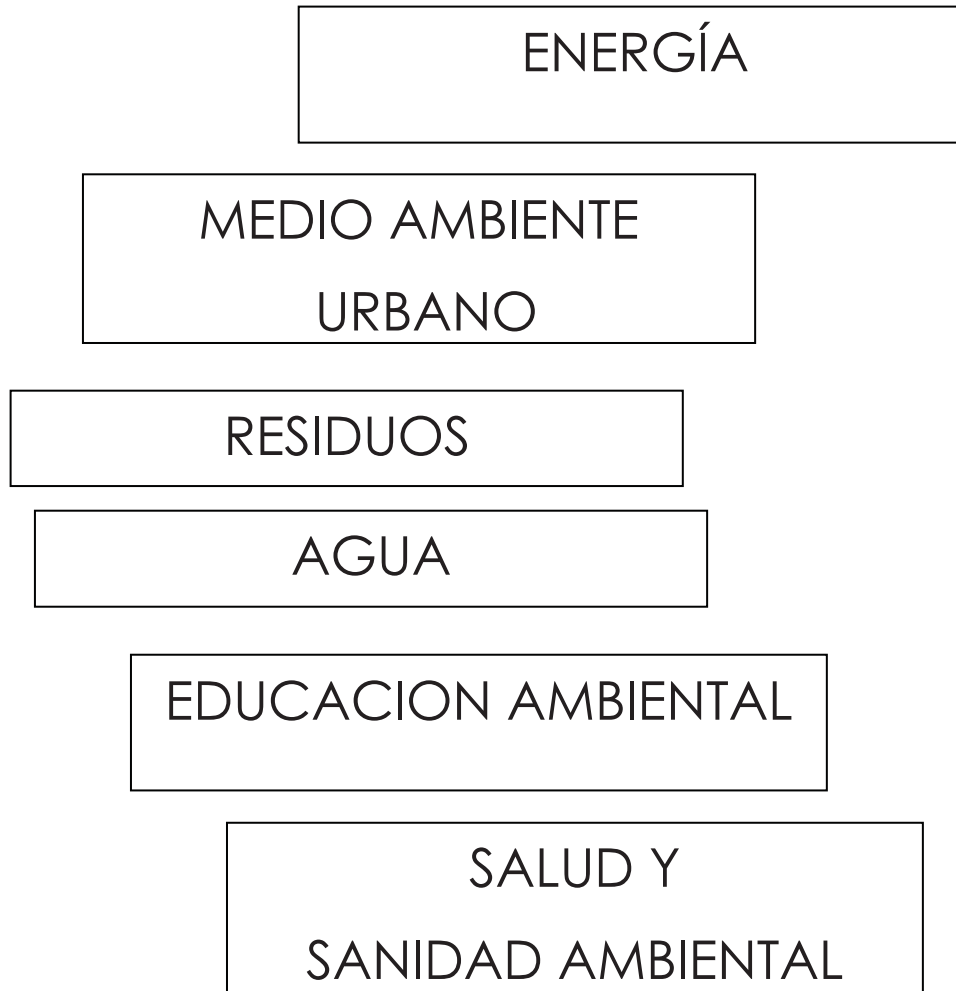 ENERGÍA
MEDIO AMBIENTE
URBANO
RESIDUOS
AGUA
EDUCACION AMBIENTAL
SALUD Y
SANIDAD AMBIENTAL